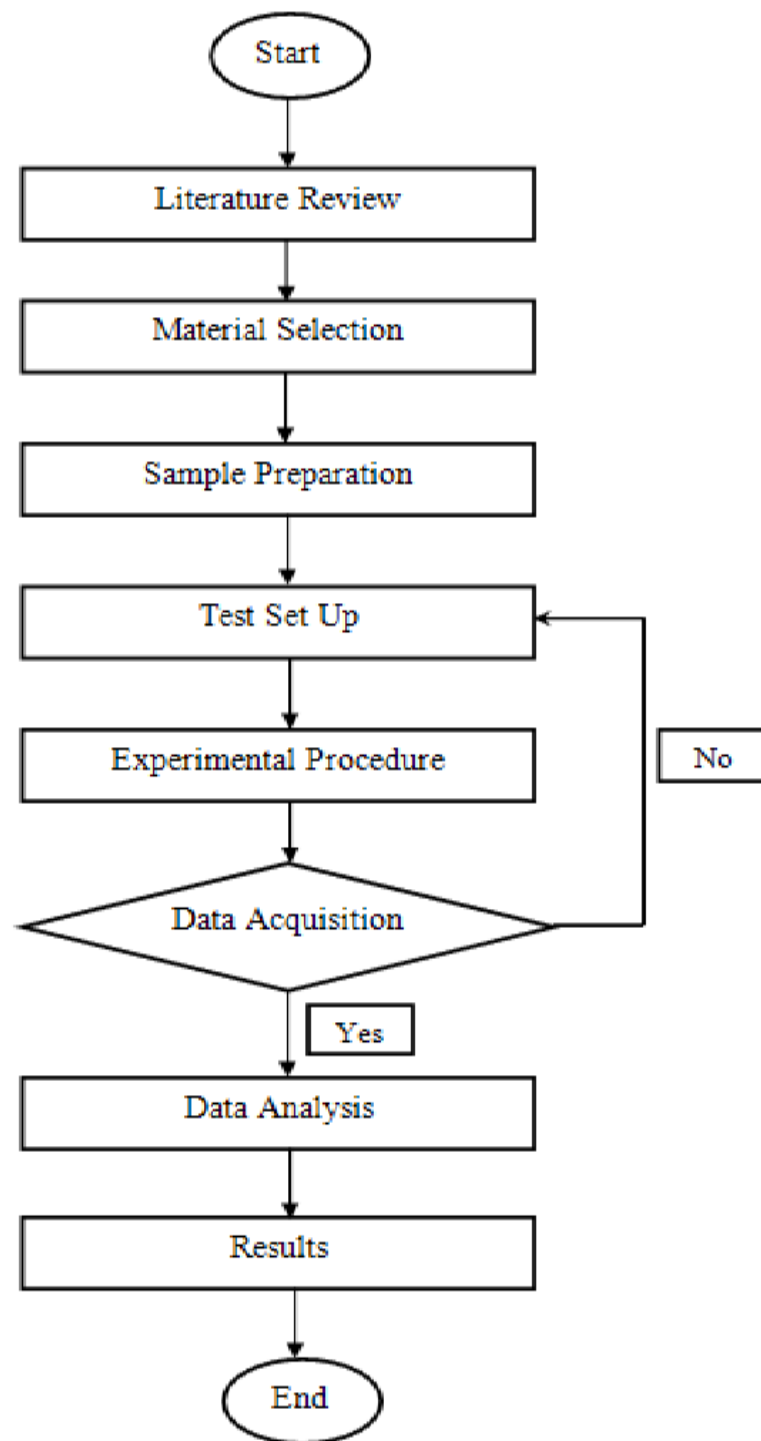 Start
Literature Review
Material Selection
Sample Preparation
Test Set Up
Experimental Procedure
No
Data Acquisition
Yes
Data Analysis
Results
End